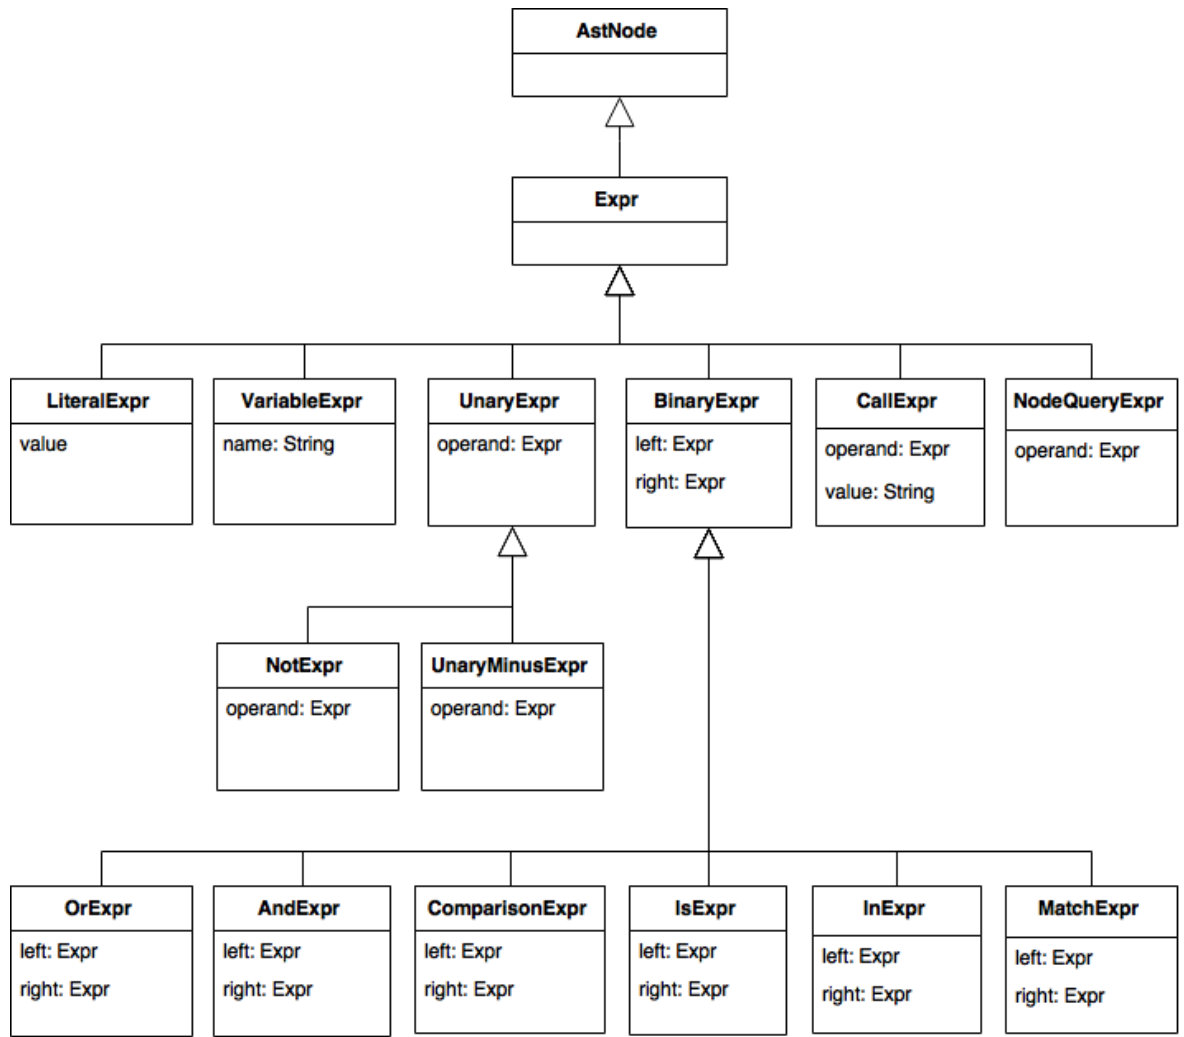 AstNode
Expr
LiteralExpr
value
VariableExpr
name: String
UnaryExpr
operand: Expr
BinaryExpr
left: Expr
right: Expr
CallExpr
operand: Expr
value: String
NodeQueryExpr
operand: Expr
NotExpr
operand: Expr
UnaryMinusExpr
operand: Expr
OrExpr
left: Expr
right: Expr
AndExpr
left: Expr
right: Expr
ComparisonExpr
left: Expr
right: Expr
IsExpr
left: Expr
right: Expr
InExpr
left: Expr
right: Expr
MatchExpr
left: Expr
right: Expr